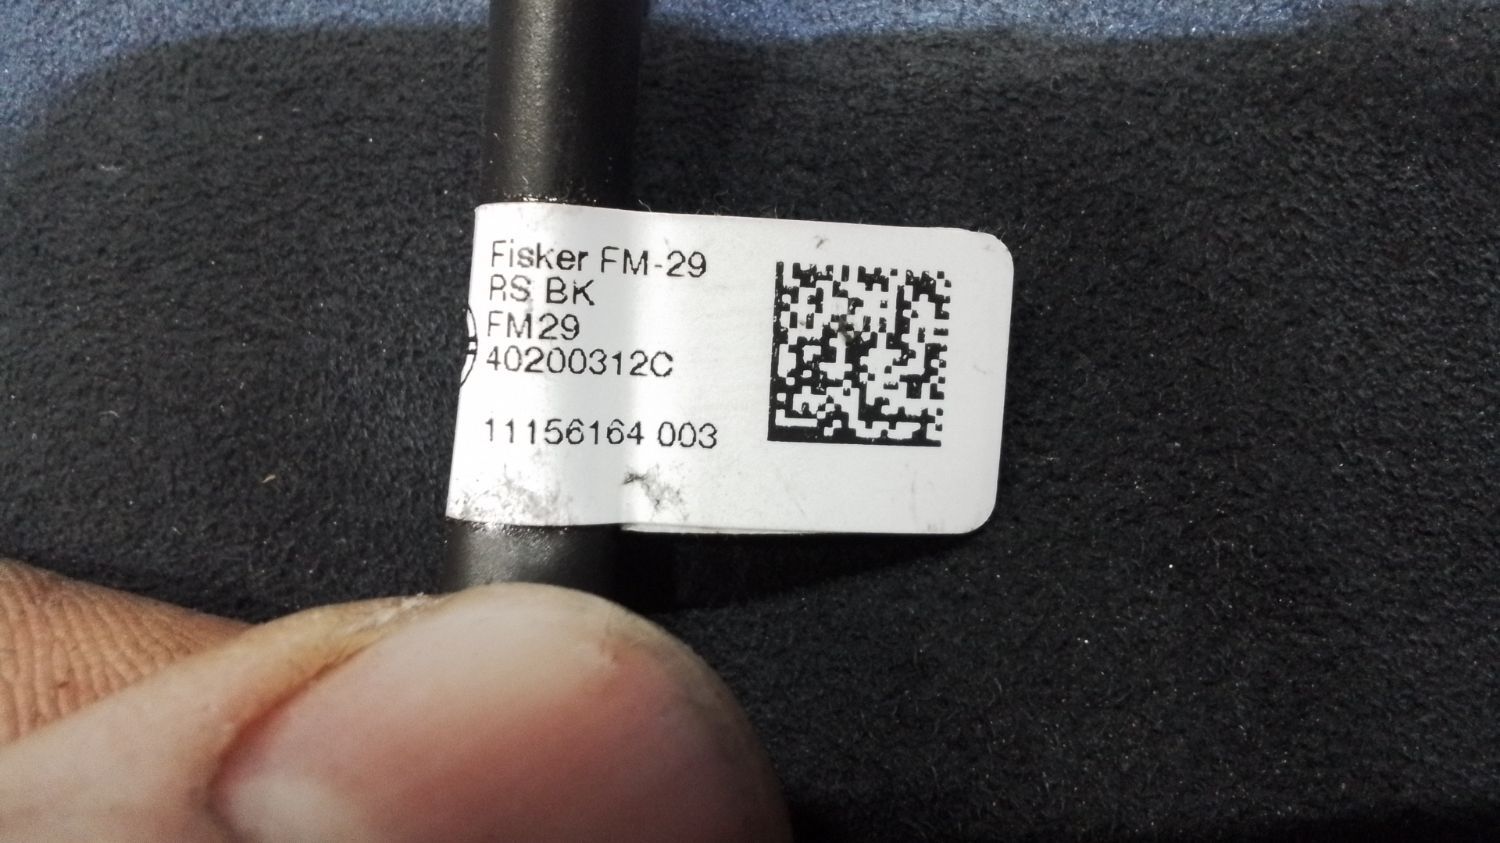 Fisker FM-29
RS BK
FM29
40200312C
11156164 003